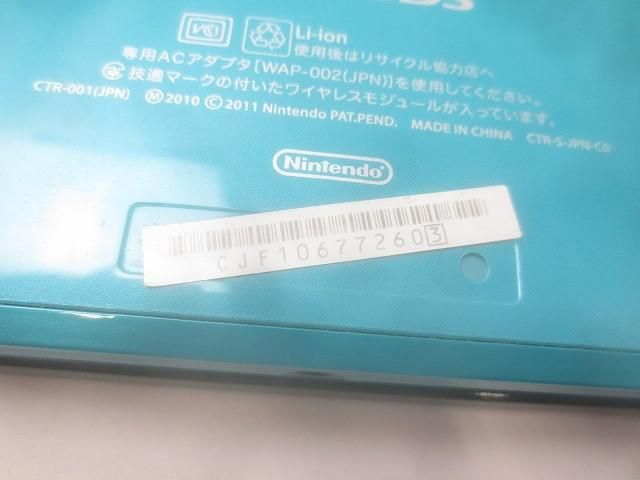 3DS
VCCI
Li-ion
使用後はリサイクル協力店へ
専用ACアダプタ[WAP-002(JPN)]を使用してください。
技適マークの付いたワイヤレスモジュールが入っています。
CTR-001(JPN) Ⓜ2010 ©2011 Nintendo PAT.PEND. MADE IN CHINA CTR-S-JPN-C0
Nintendo
CJF106772603